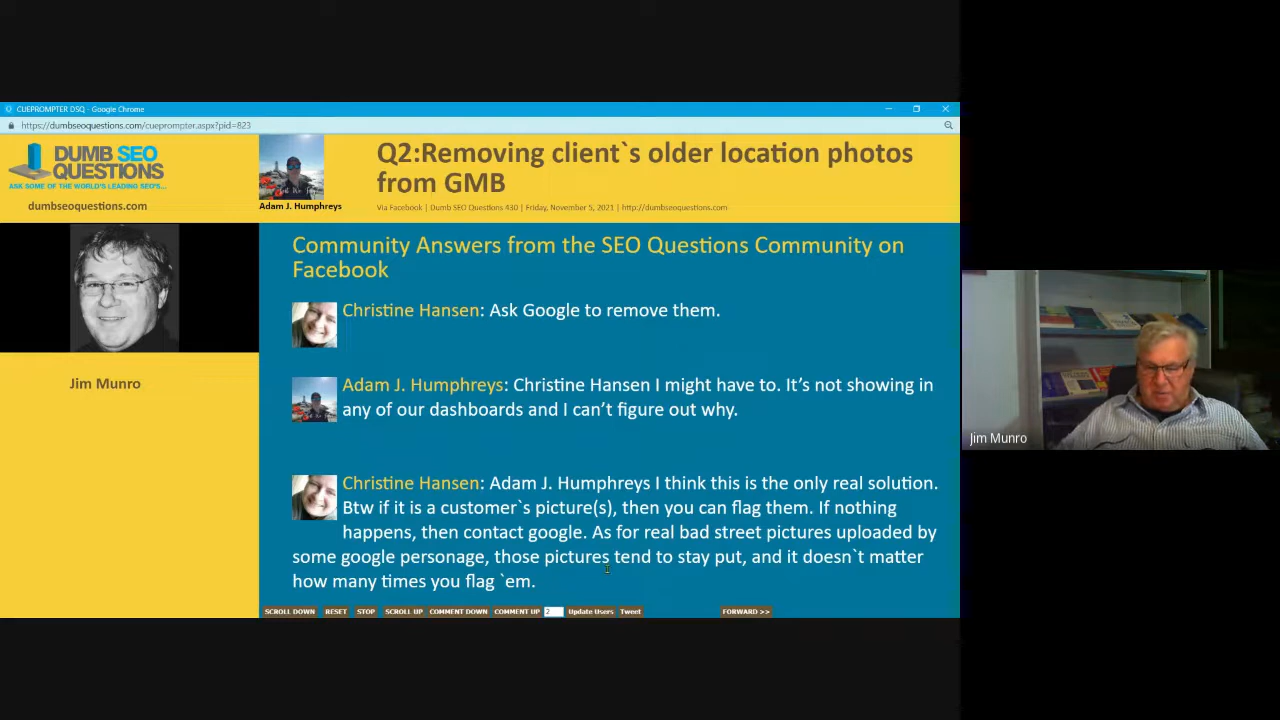 CUEPROMPTER DSQ - Google Chrome
https://dumbseoquestions.com/cueprompter.aspx?pid=823
DUMB SEO
QUESTIONS
ASK SOME OF THE WORLD'S LEADING SEO'S...
dumbseoquestions.com
Adam J. Humphreys
Q2:Removing client`s older location photos
from GMB
Via Facebook | Dumb SEO Questions 430 | Friday, November 5, 2021 | http://dumbseoquestions.com
Jim Munro
Community Answers from the SEO Questions Community on
Facebook
Christine Hansen: Ask Google to remove them.
Adam J. Humphreys: Christine Hansen I might have to. It’s not showing in
any of our dashboards and I can’t figure out why.
Christine Hansen: Adam J. Humphreys I think this is the only real solution.
Btw if it is a customer`s picture(s), then you can flag them. If nothing
happens, then contact google. As for real bad street pictures uploaded by
some google personage, those pictures tend to stay put, and it doesn`t matter
how many times you flag `em.
SCROLL DOWN RESET STOP SCROLL UP COMMENT DOWN COMMENT UP 2 Update Users Tweet FORWARD >>
Jim Munro